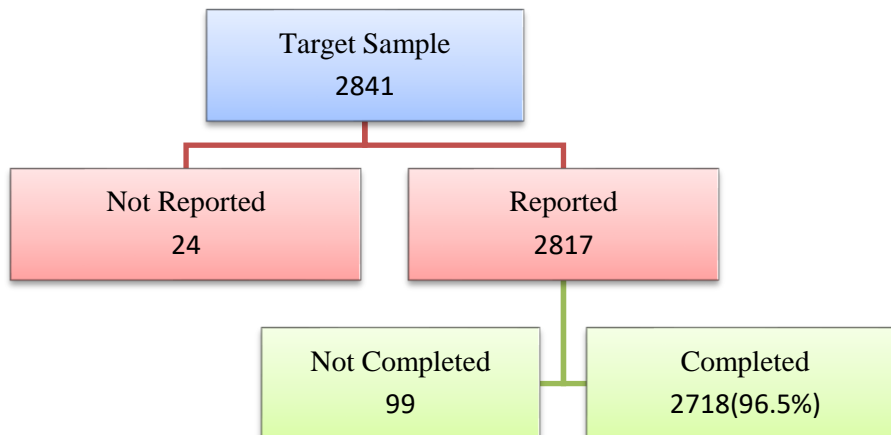 Target Sample
2841
Not Reported
24
Reported
2817
Not Completed
99
Completed
2718(96.5%)